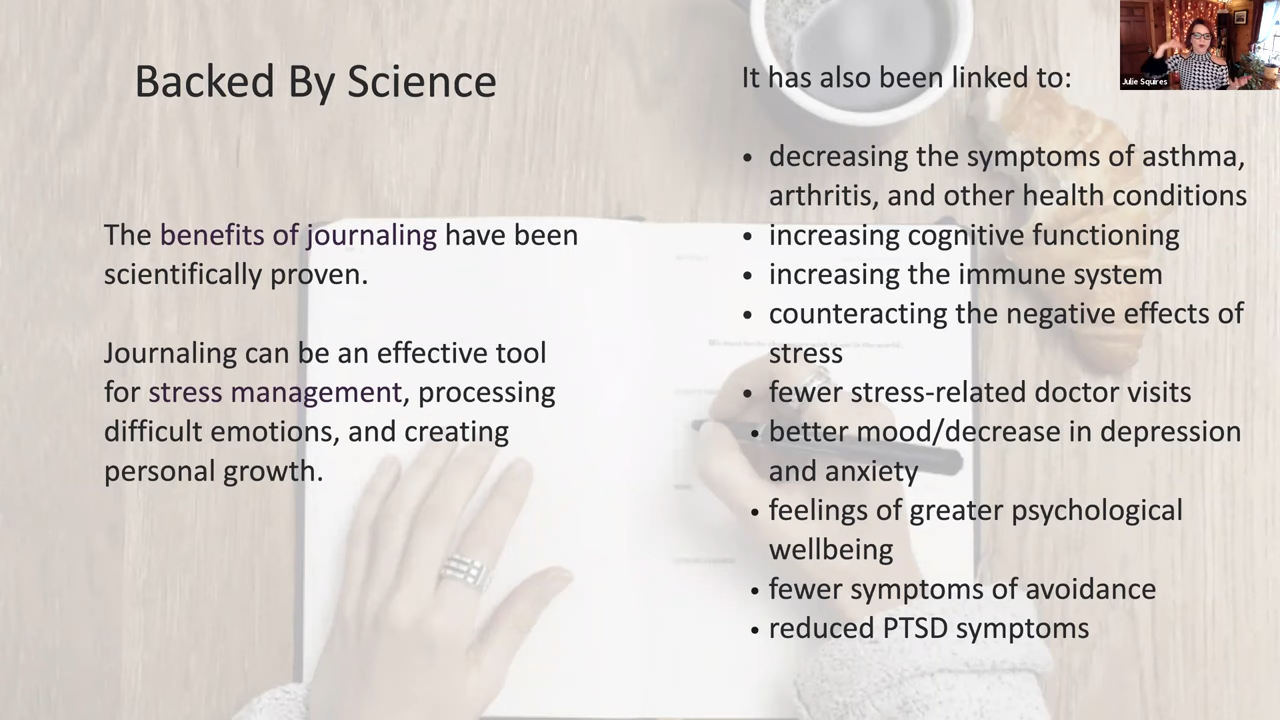 Backed By Science
The benefits of journaling have been
scientifically proven.
Journaling can be an effective tool
for stress management, processing
difficult emotions, and creating
personal growth.
It has also been linked to:
• decreasing the symptoms of asthma,
arthritis, and other health conditions
• increasing cognitive functioning
• increasing the immune system
• counteracting the negative effects of
stress
• fewer stress-related doctor visits
• better mood/decrease in depression
and anxiety
• feelings of greater psychological
wellbeing
• fewer symptoms of avoidance
• reduced PTSD symptoms
Julie Squires